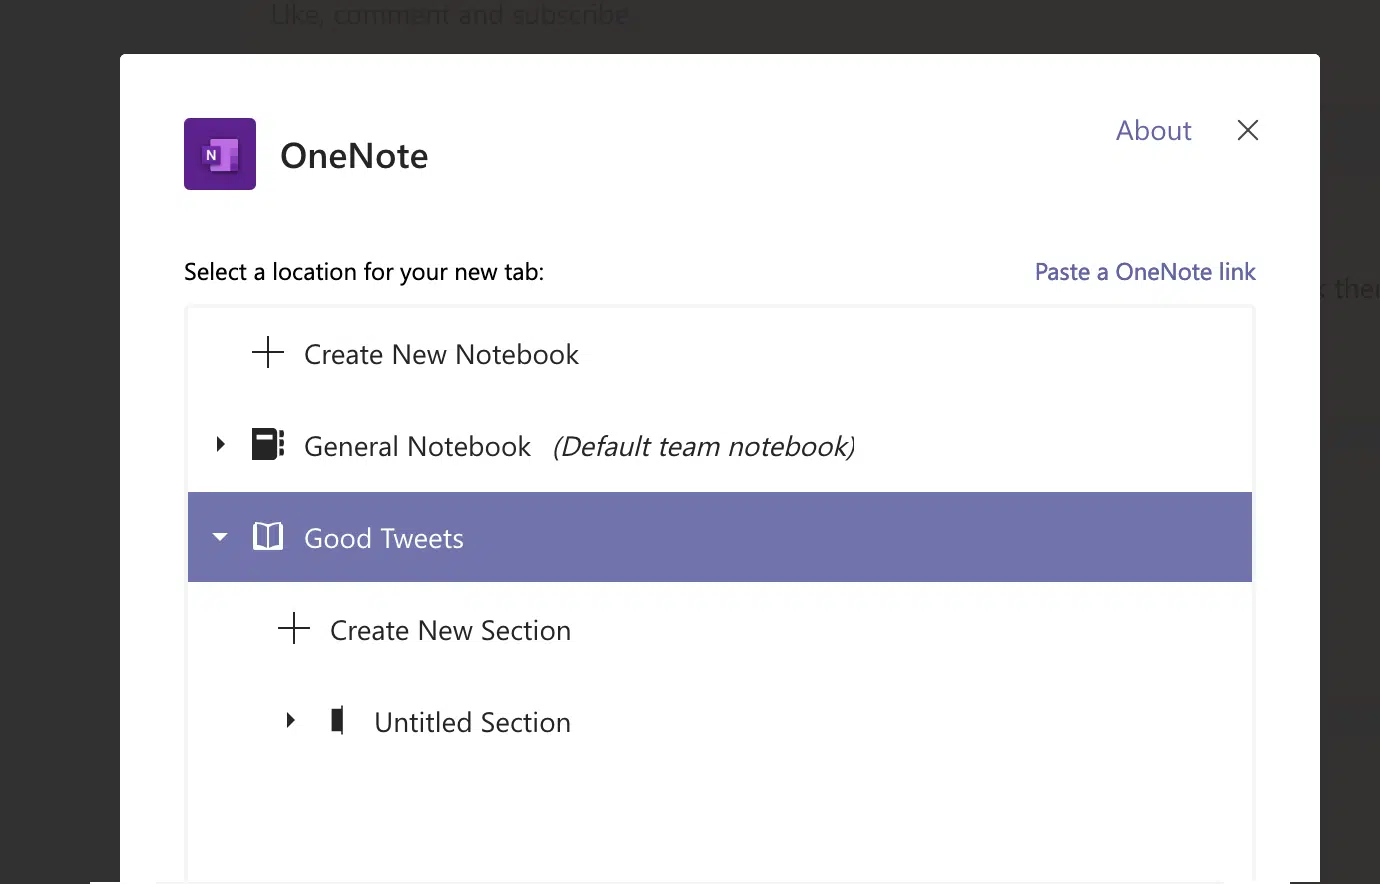 Like, comment and subscribe
About
N
OneNote
Select a location for your new tab:
Paste a OneNote link
Create New Notebook
General Notebook (Default team notebook)
Good Tweets
Create New Section
Untitled Section